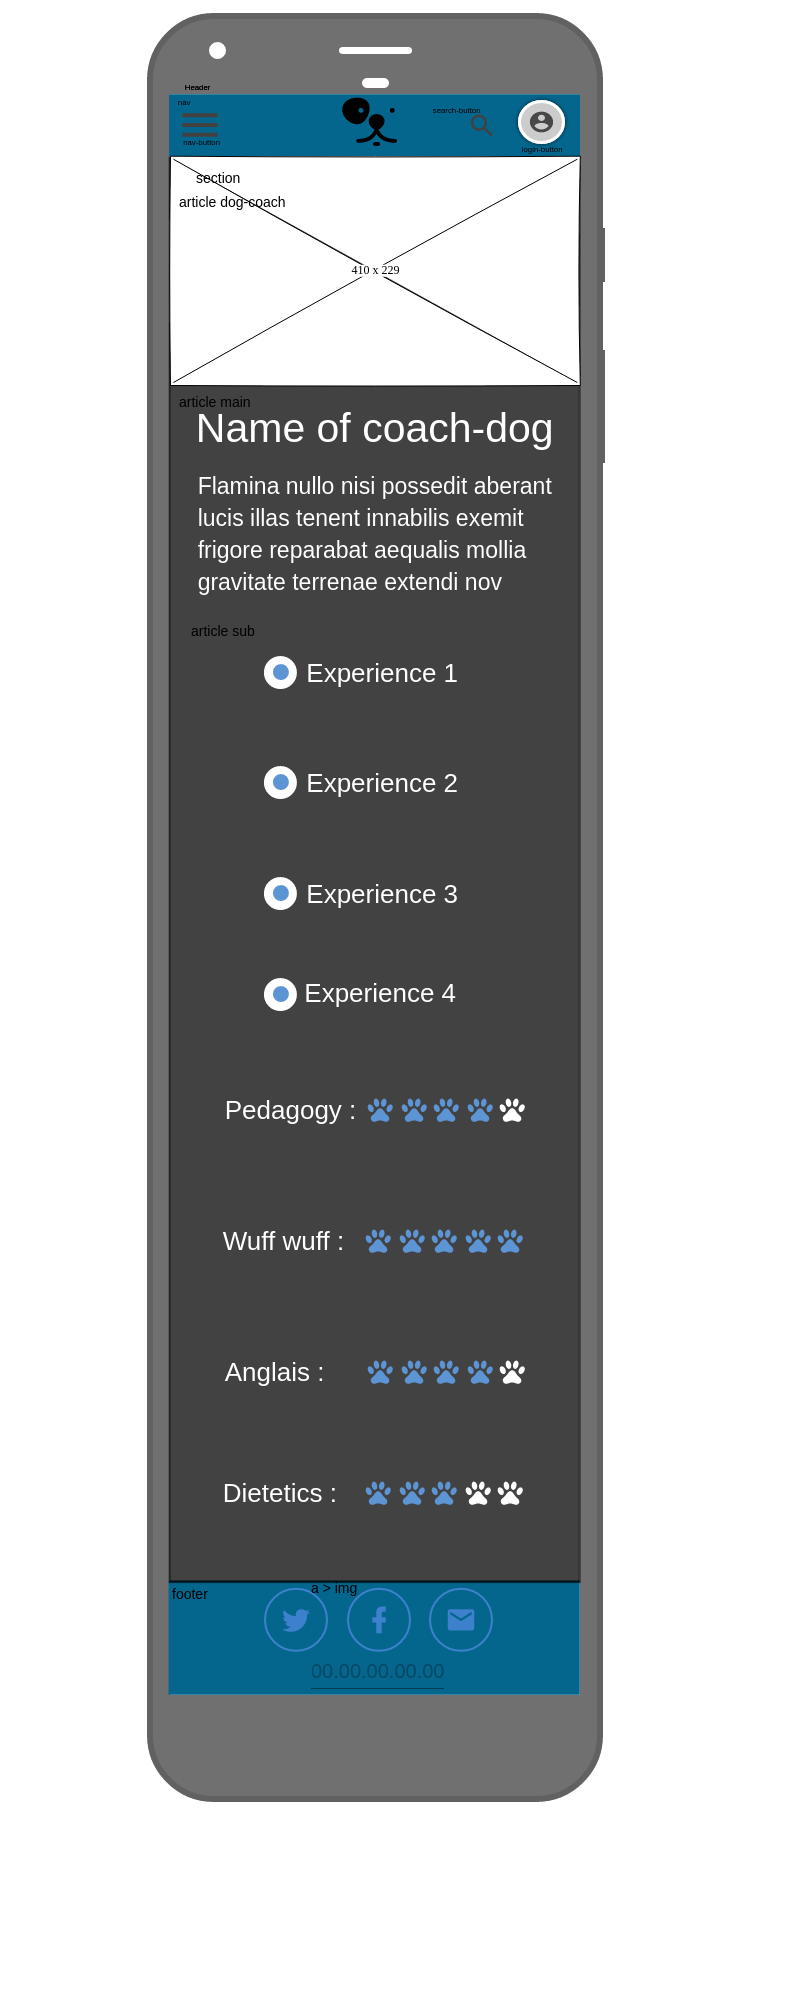 Header
nav
search-button
nav-button
login-button
section
article dog-coach
410 x 229
article main
Name of coach-dog
Flamina nullo nisi possedit aberant
lucis illas tenent innabilis exemit
frigore reparabat aequalis mollia
gravitate terrenae extendi nov
article sub
Experience 1
Experience 2
Experience 3
Experience 4
Pedagogy :
Wuff wuff :
Anglais :
Dietetics :
a > img
footer
00.00.00.00.00